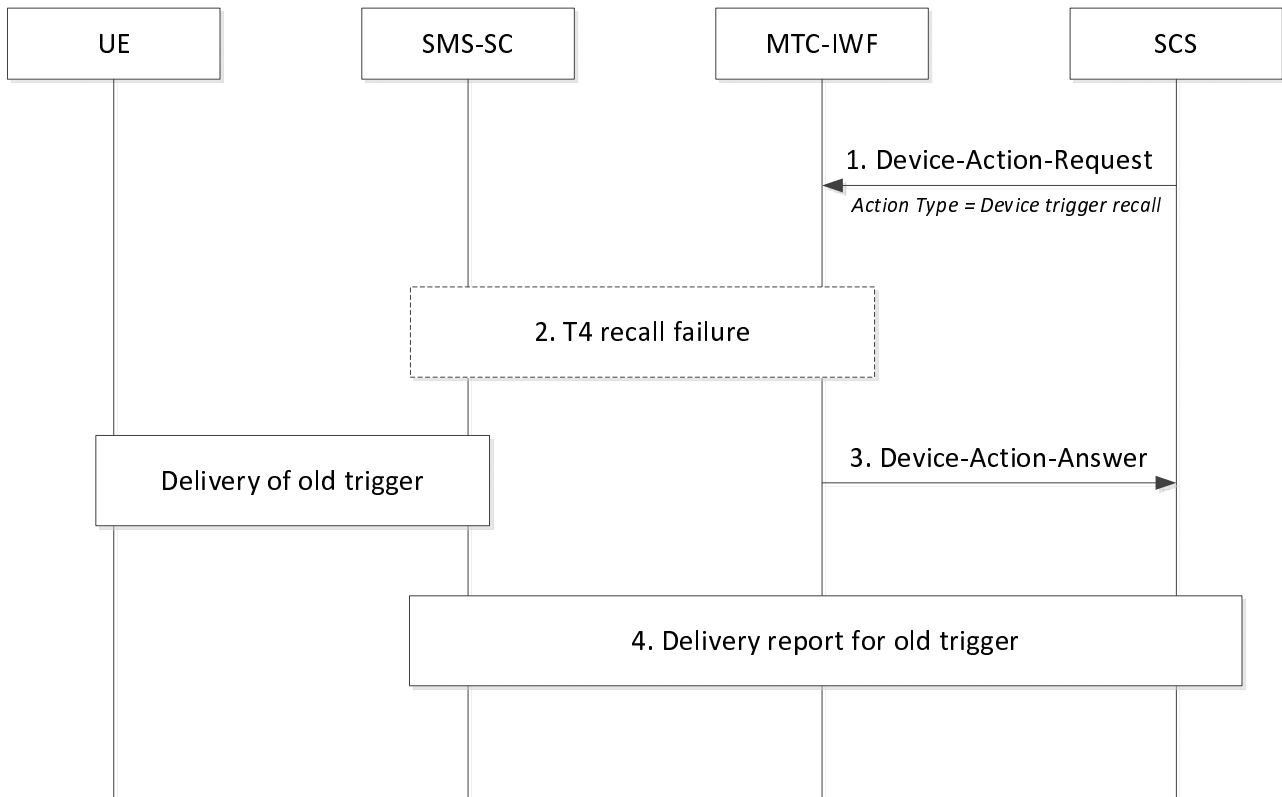 UE
SMS-SC
MTC-IWF
SCS
1. Device-Action-Request
Action Type = Device trigger recall
2. T4 recall failure
3. Device-Action-Answer
Delivery of old trigger
4. Delivery report for old trigger